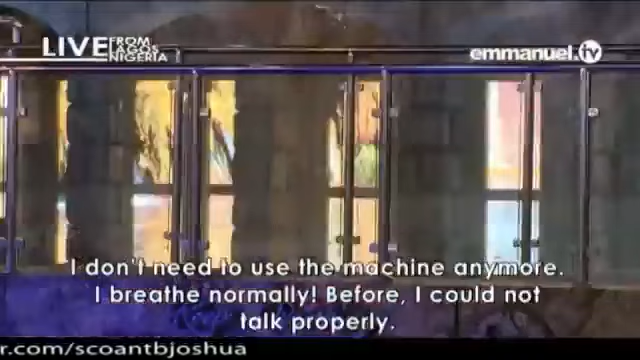 LIVE FROM LAGOS NIGERIA
emmanuel.tv
I don't need to use the machine anymore.
I breathe normally! Before, I could not
talk properly.
r.com/scoantbjoshua